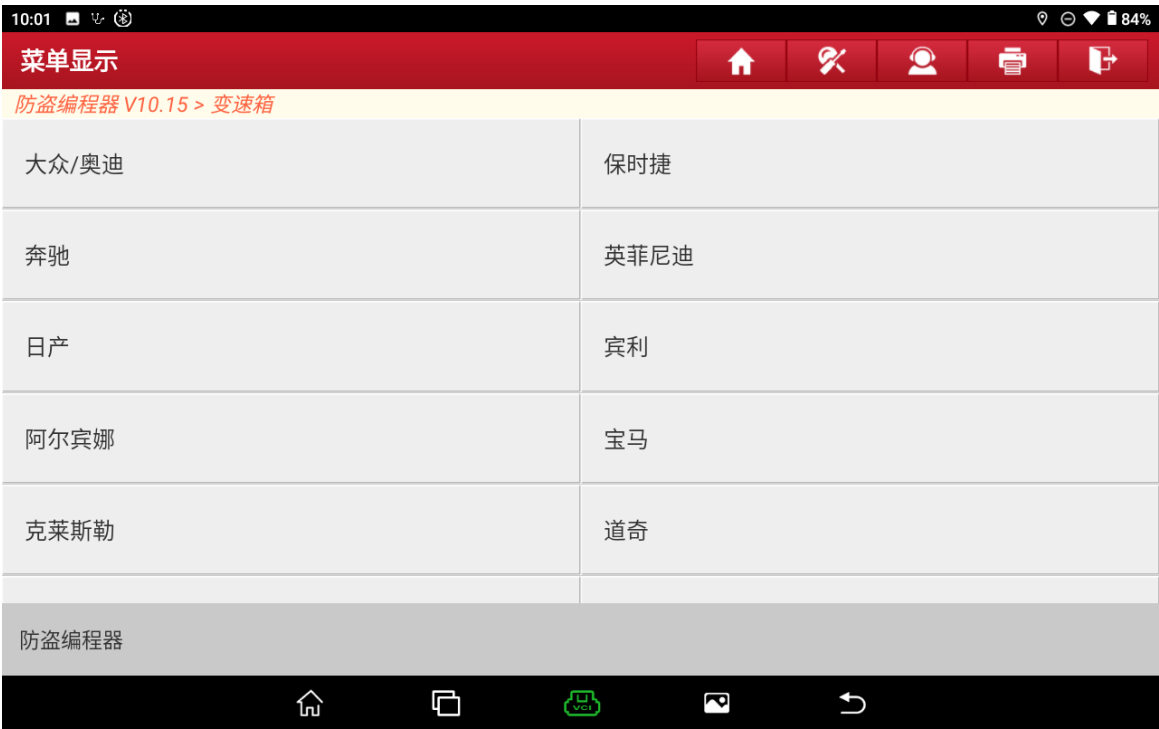 10:01
84%
菜单显示
防盗编程器 V10.15 > 变速箱
大众/奥迪
保时捷
奔驰
英菲尼迪
日产
宾利
阿尔宾娜
宝马
克莱斯勒
道奇
防盗编程器
VCI